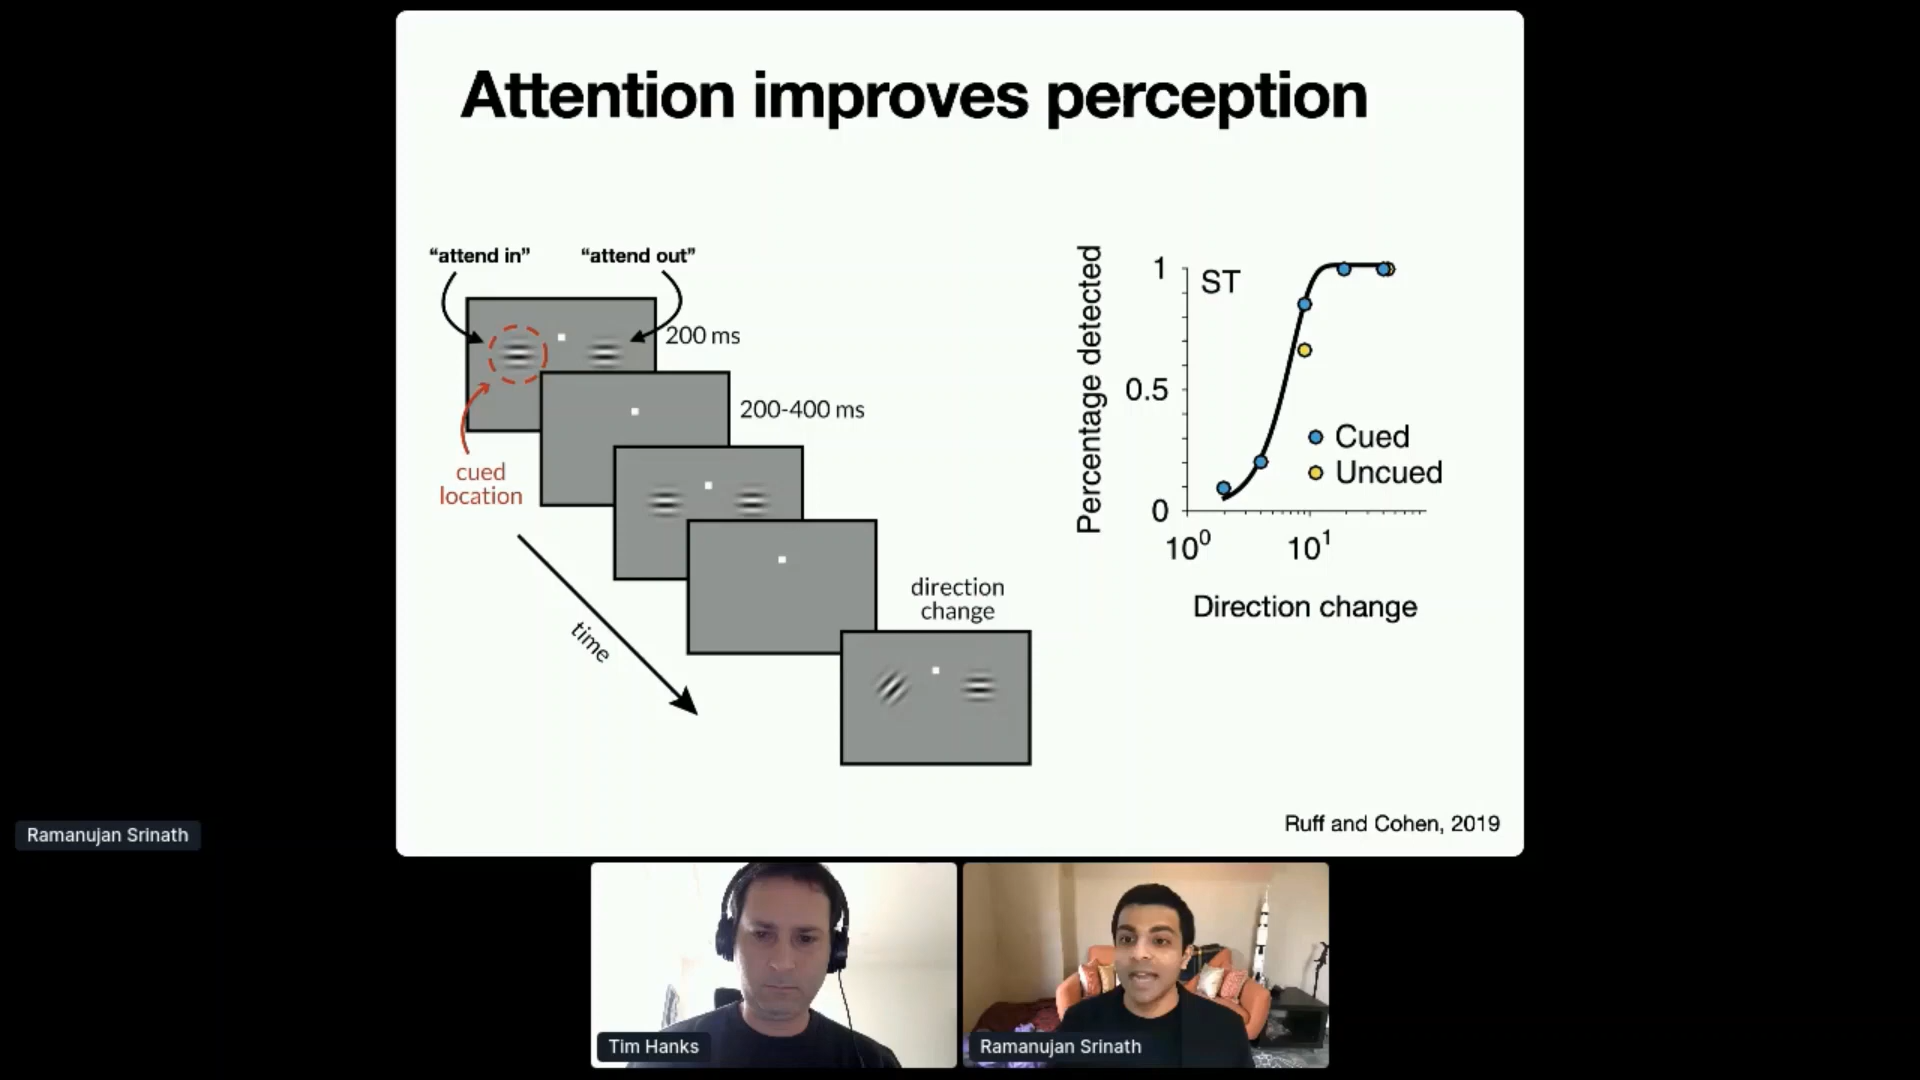 Attention improves perception
“attend in”
“attend out”
200 ms
200-400 ms
cued
location
time
direction
change
Percentage detected
1
0.5
0
ST
Cued
Uncued
10⁰
10¹
Direction change
Ruff and Cohen, 2019
Ramanujan Srinath
Tim Hanks
Ramanujan Srinath